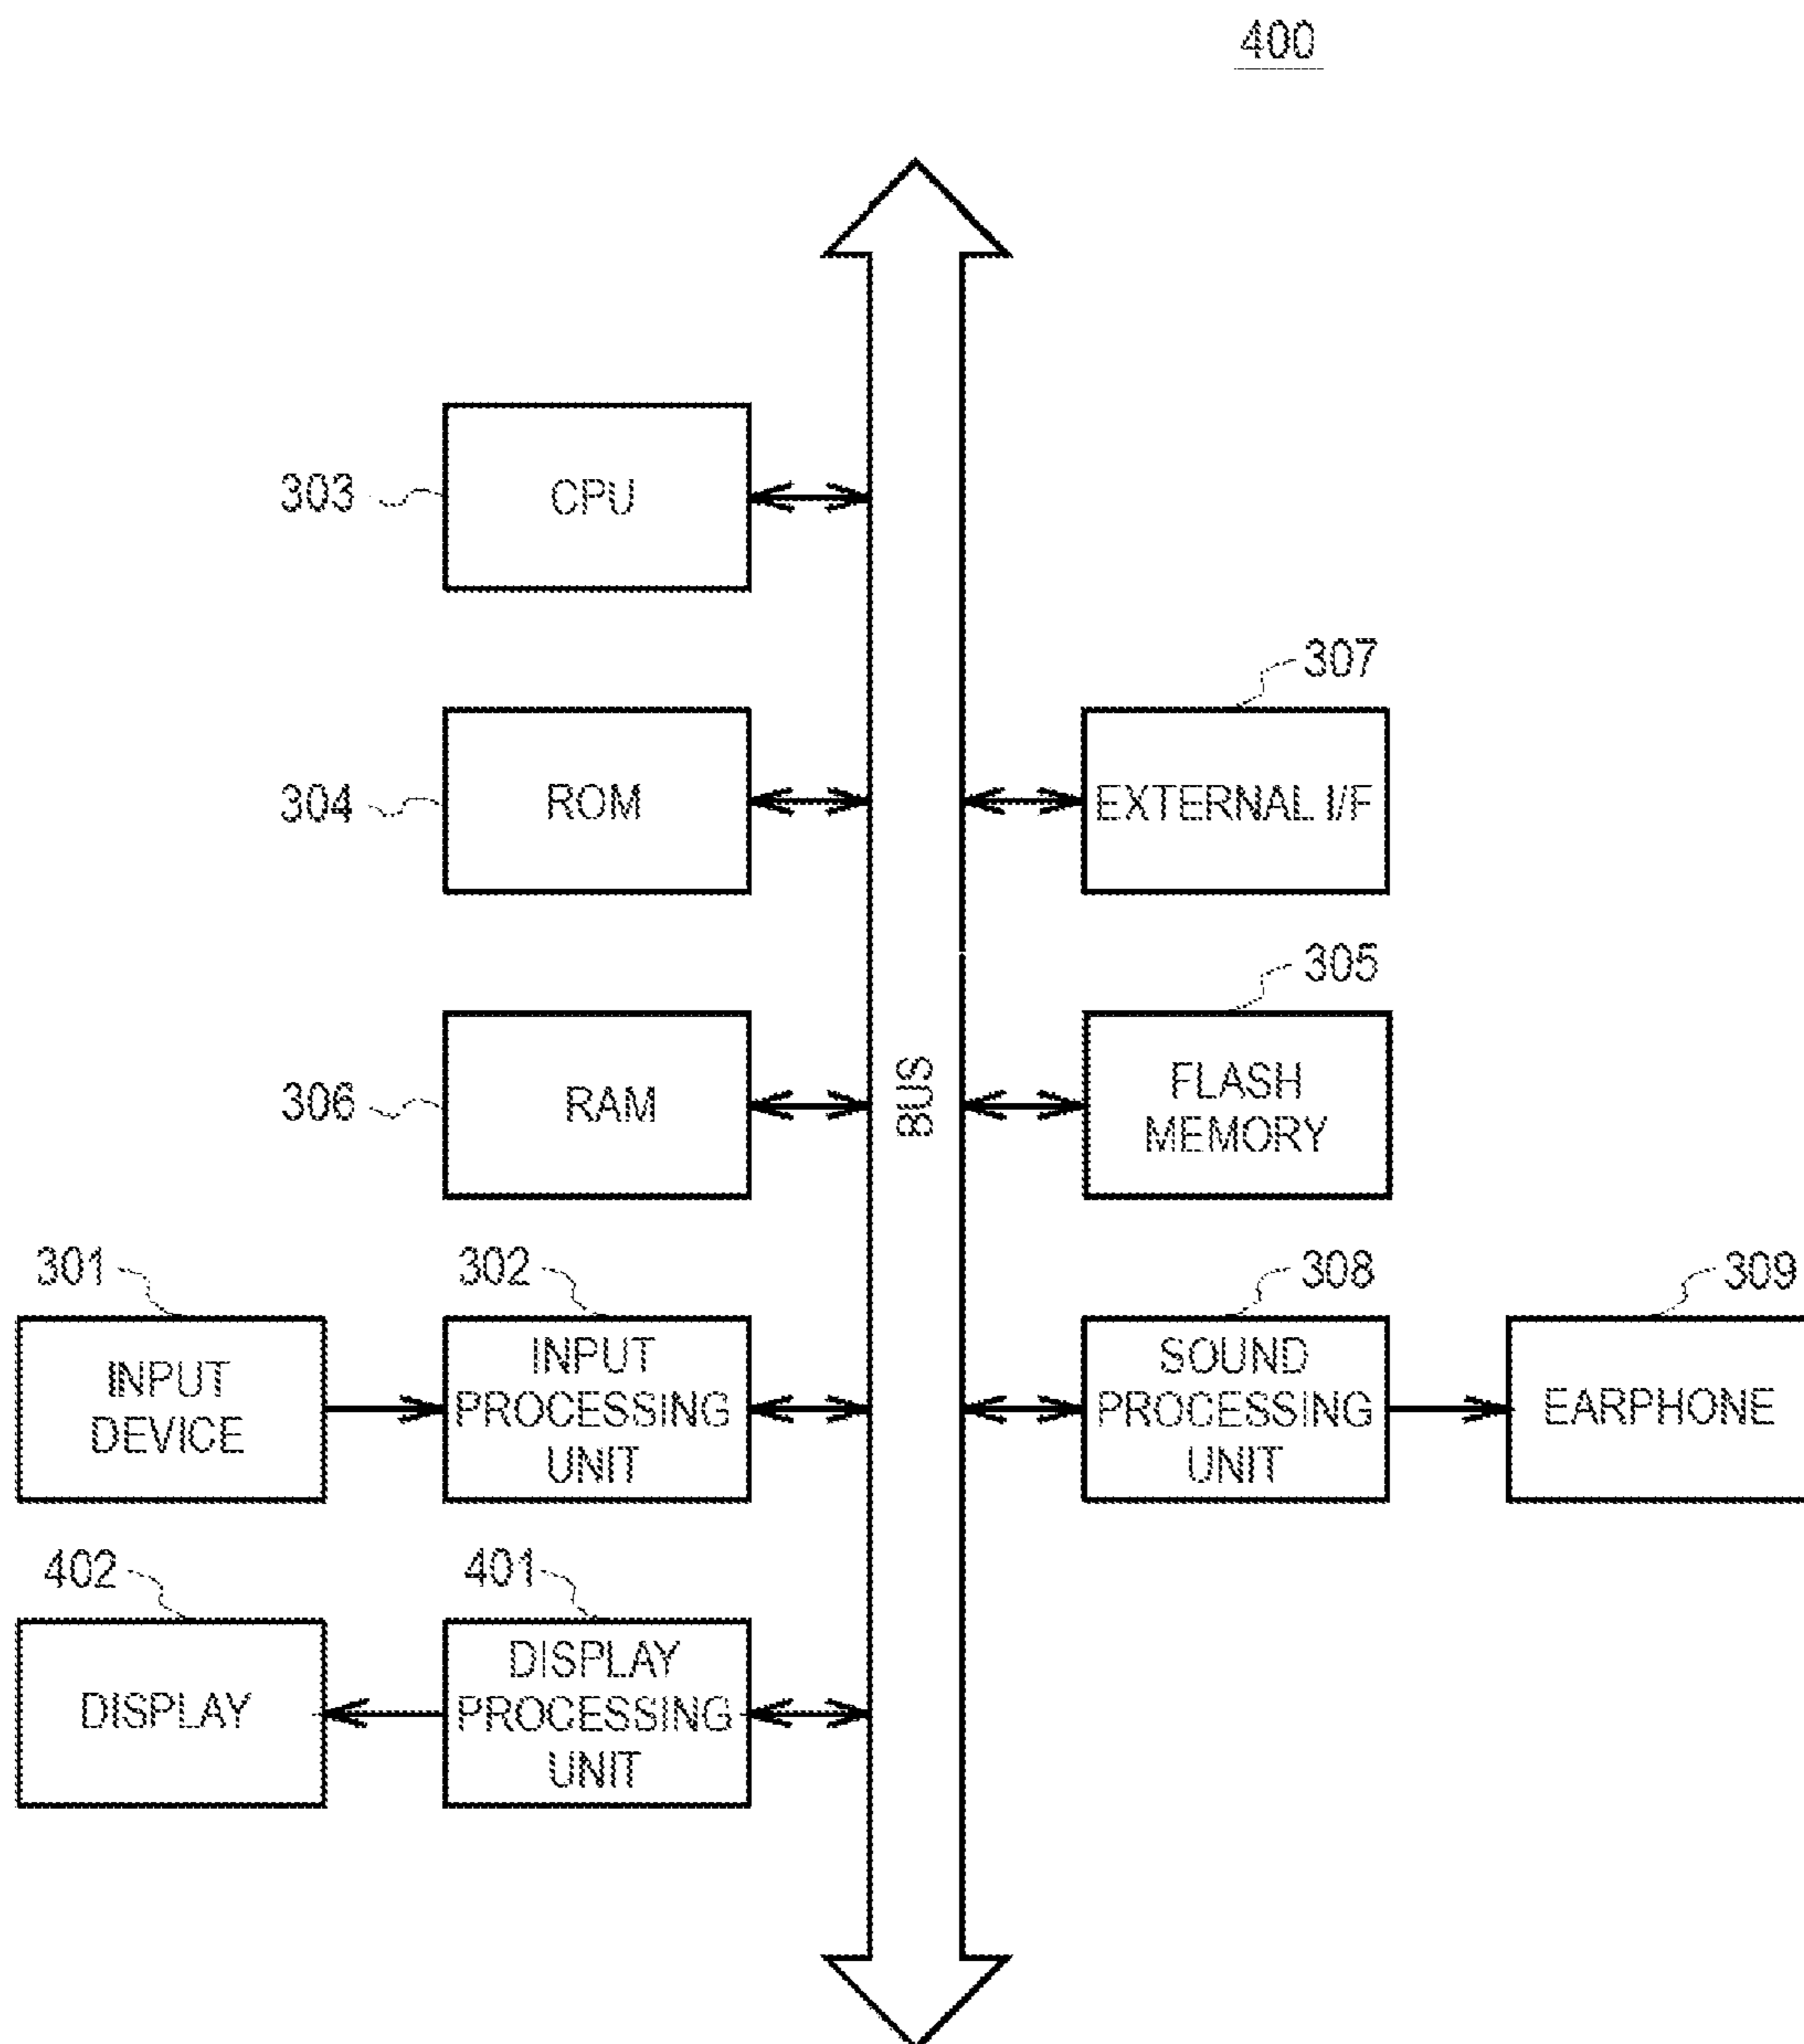 400
303
CPU
307
304
ROM
EXTERNAL I/F
305
306
RAM
BUS
FLASH
MEMORY
301
302
308
309
INPUT
DEVICE
INPUT
PROCESSING
UNIT
SOUND
PROCESSING
UNIT
EARPHONE
402
401
DISPLAY
DISPLAY
PROCESSING
UNIT